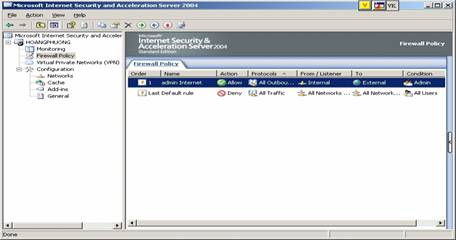 Microsoft Internet Security and Acceleration Server 2004
V
VK
File Action View Help
Microsoft Internet Security and Acceler
HOANGPHUONG
Monitoring
Firewall Policy
Virtual Private Networks (VPN)
Configuration
Networks
Cache
Add-ins
General
Microsoft
Internet Security &
Acceleration Server 2004
Standard Edition
Firewall Policy
Firewall Policy
Order Name Action Protocols From / Listener To Condition
1 admin Internet Allow All Outbou... Internal External Admin
Last Default rule Deny All Traffic All Networks ... All Network... All Users
Done